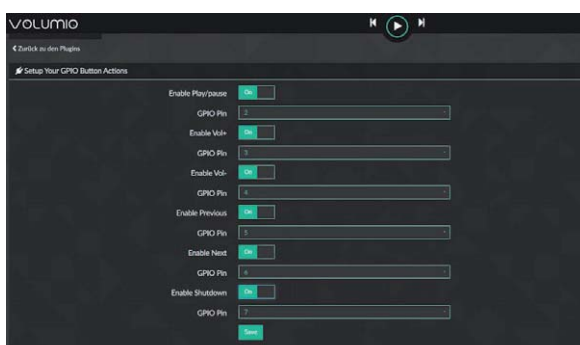 VOLUMIO
Zurück zu den Plugins
Setup Your GPIO Button Actions
Enable Play/pause On
GPIO Pin 2
Enable Vol+ On
GPIO Pin 3
Enable Vol- On
GPIO Pin 4
Enable Previous On
GPIO Pin 5
Enable Next On
GPIO Pin 6
Enable Shutdown On
GPIO Pin 7
Save